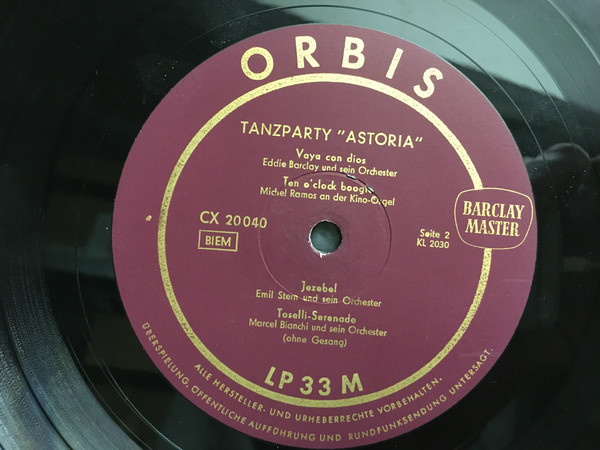 ORBIS
TANZPARTY "ASTORIA"
Vaya con dios
Eddie Barclay und sein Orchester
Ten o'clock boogie
Michel Ramos an der Kino-Orgel
CX 20040
BIEM
Seite 2
KL 2030
BARCLAY
MASTER
Jezebel
Emil Stern und sein Orchester
Toselli-Serenade
Marcel Bianchi und sein Orchester
(ohne Gesang)
LP 33 M
ALLE HERSTELLER- UND URHEBERRECHTE VORBEHALTEN.
ÜBERSPIELUNG, ÖFFENTLICHE AUFFÜHRUNG UND RUNDFUNKSENDUNG UNTERSAGT.